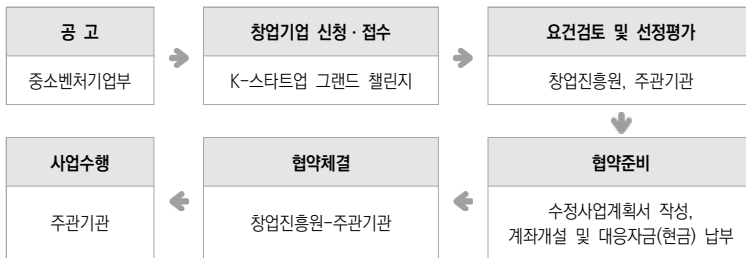 공 고
중소벤처기업부
창업기업 신청·접수
K-스타트업 그랜드 챌린지
요건검토 및 선정평가
창업진흥원, 주관기관
사업수행
주관기관
협약체결
창업진흥원-주관기관
협약준비
수정사업계획서 작성,
계좌개설 및 대응자금(현금) 납부